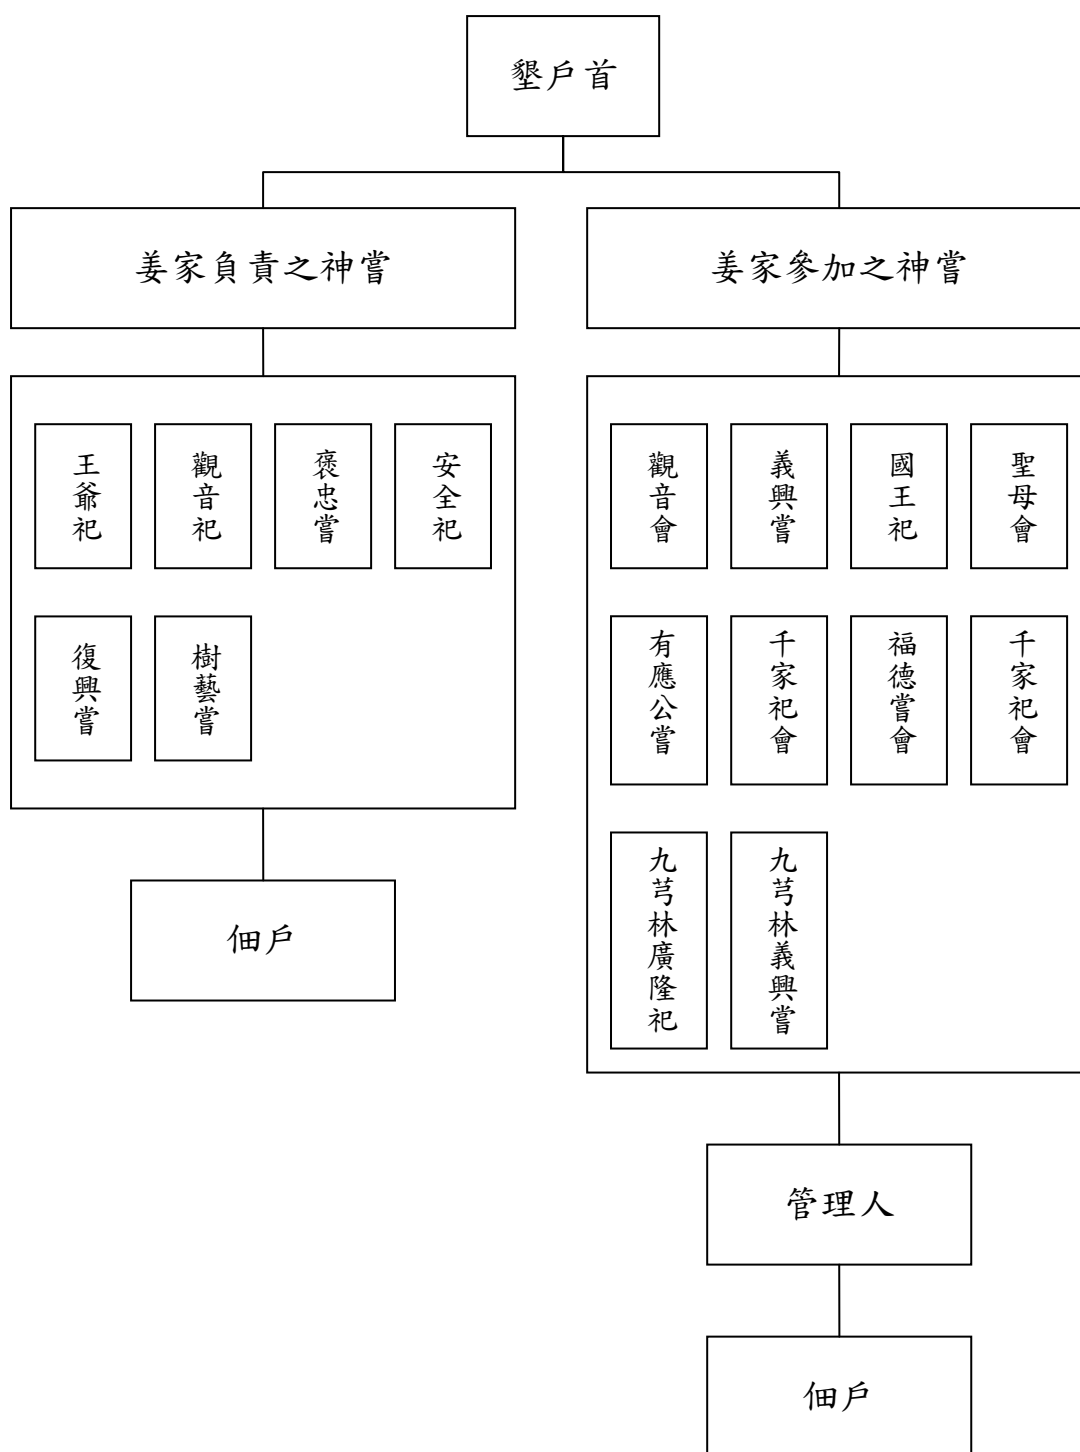 墾戶首
姜家負責之神嘗
姜家參加之神嘗
王爺祀
觀音祀
褒忠嘗
安全祀
復興嘗
樹藝嘗
佃戶
觀音會
義興嘗
國王祀
聖母會
有應公嘗
千家祀會
福德嘗會
千家祀會
九芎林廣隆祀
九芎林義興嘗
管理人
佃戶